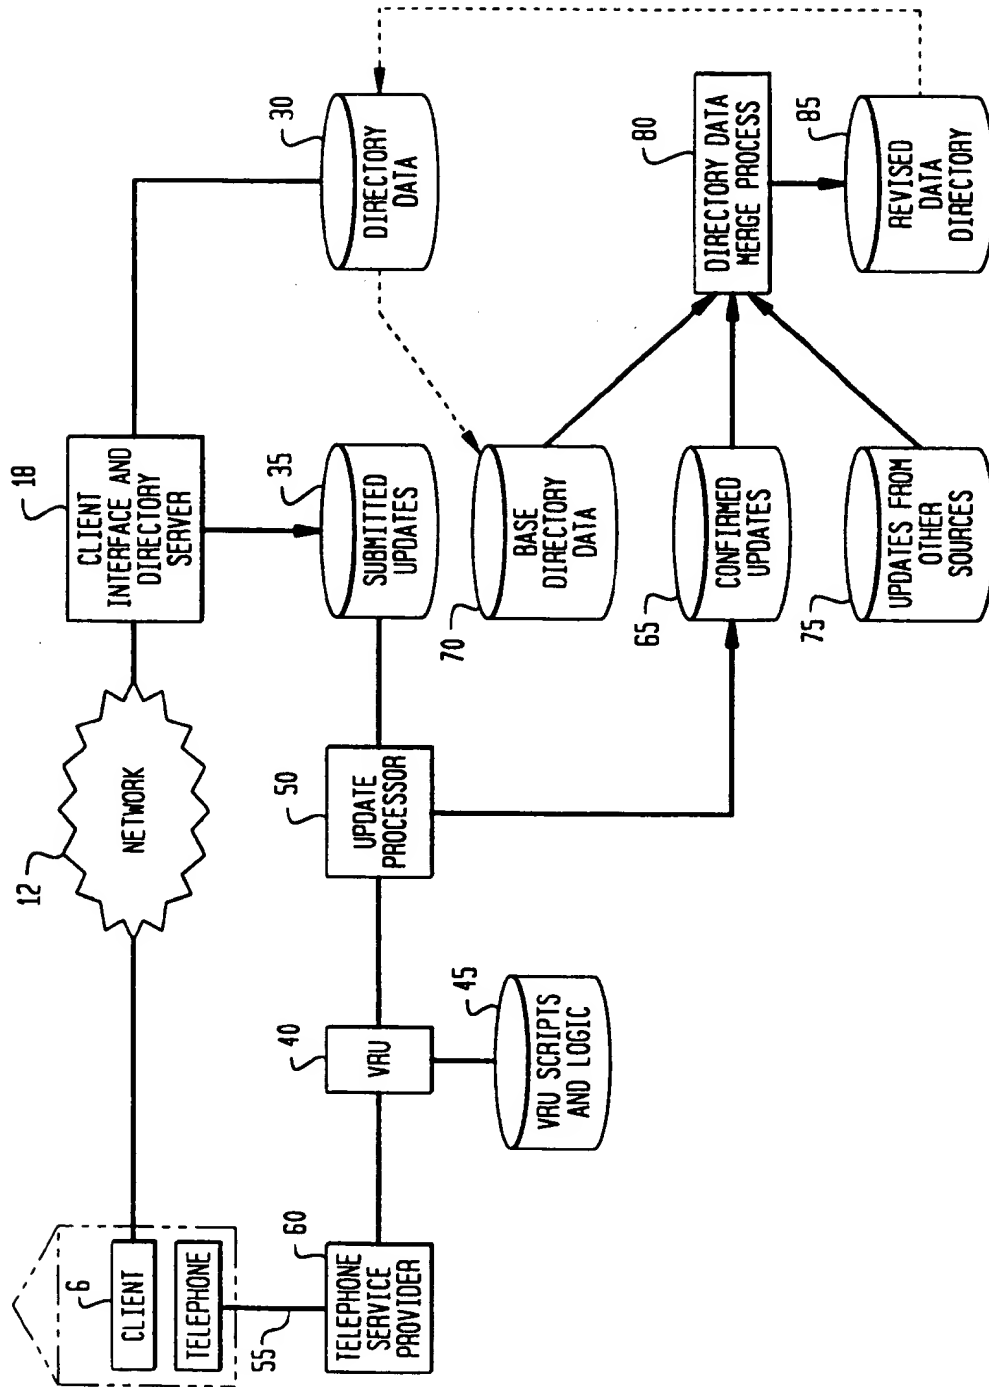 6
CLIENT
TELEPHONE
55
12
NETWORK
18
CLIENT
INTERFACE AND
DIRECTORY
SERVER
30
DIRECTORY
DATA
60
TELEPHONE
SERVICE
PROVIDER
40
VRU
45
VRU SCRIPTS
AND LOGIC
50
UPDATE
PROCESSOR
35
SUBMITTED
UPDATES
70
BASE
DIRECTORY
DATA
65
CONFIRMED
UPDATES
75
UPDATES FROM
OTHER
SOURCES
80
DIRECTORY DATA
MERGE PROCESS
85
REVISED
DATA
DIRECTORY